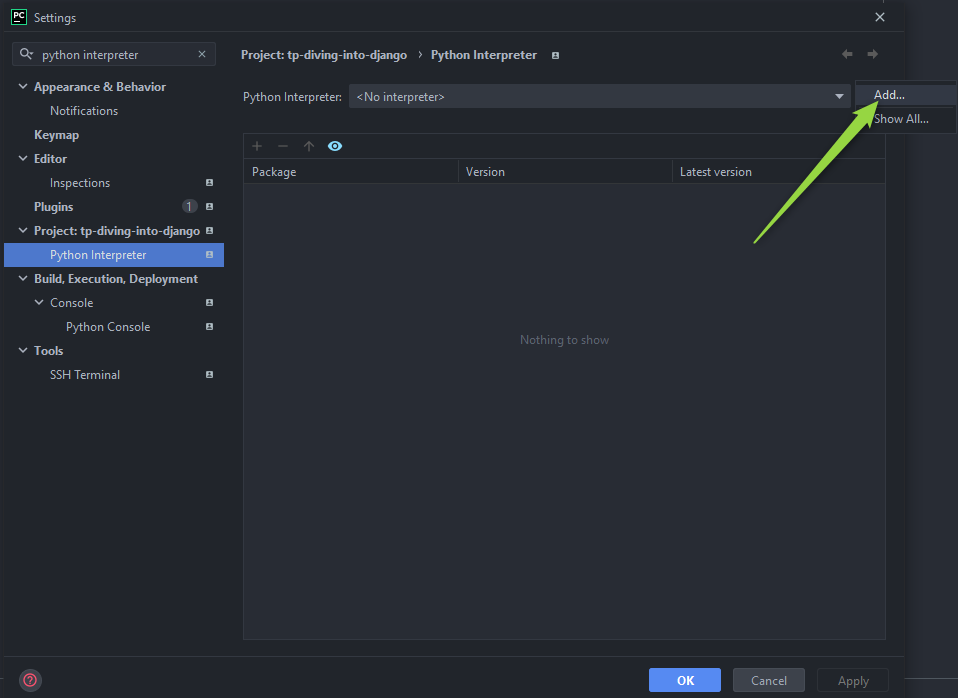 PC Settings
python interpreter
Project: tp-diving-into-django › Python Interpreter
Appearance & Behavior
Notifications
Keymap
Editor
Inspections
Plugins 1
Project: tp-diving-into-django
Python Interpreter
Build, Execution, Deployment
Console
Python Console
Tools
SSH Terminal
Python Interpreter: <No interpreter>
Add...
Show All...
Package Version Latest version
Nothing to show
?
OK Cancel Apply